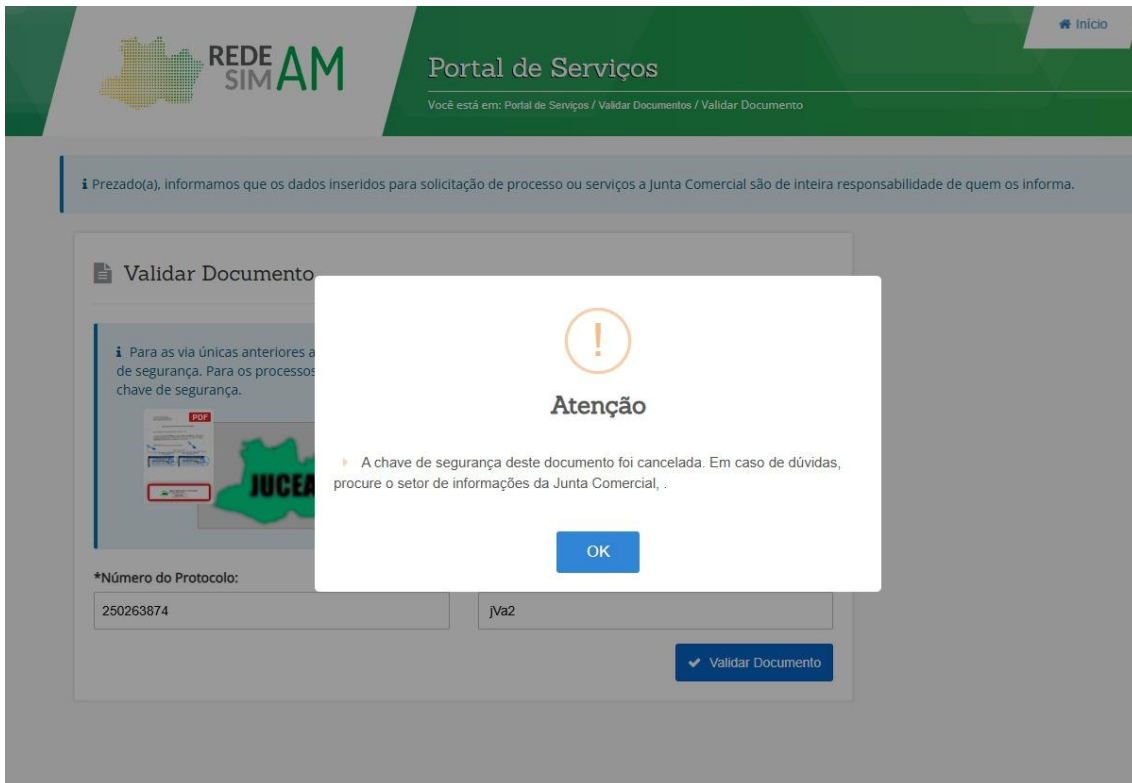 Início
REDE
SIM AM
Portal de Serviços
Você está em: Portal de Serviços / Validar Documentos / Validar Documento
Prezado(a), informamos que os dados inseridos para solicitação de processo ou serviços a Junta Comercial são de inteira responsabilidade de quem os informa.
Validar Documento
Para as via únicas anteriores a
de segurança. Para os processos
chave de segurança.
PDF
JUCEA
Atenção
A chave de segurança deste documento foi cancelada. Em caso de dúvidas,
procure o setor de informações da Junta Comercial, .
OK
*Número do Protocolo:
250263874
jVa2
Validar Documento